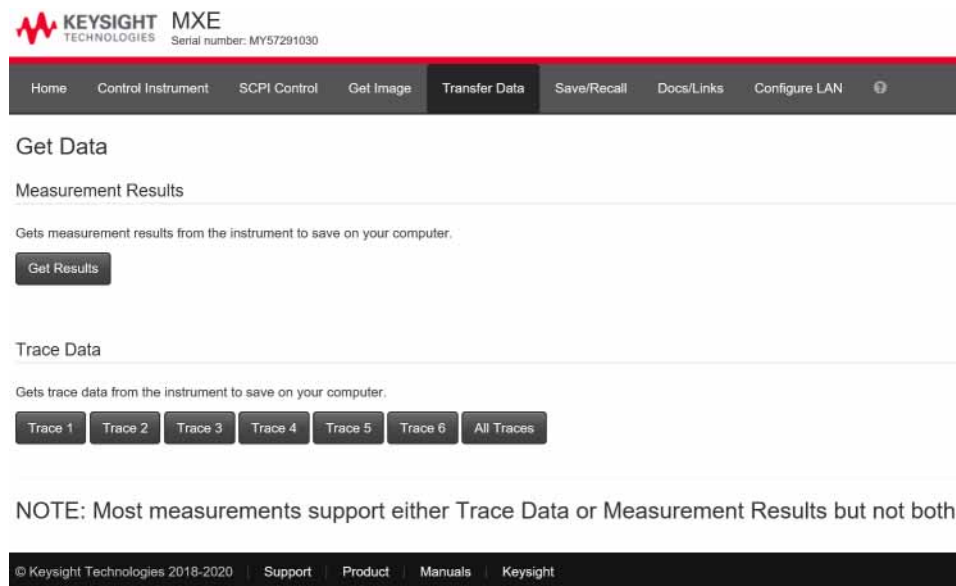 KEYSIGHT MXE
TECHNOLOGIES Serial number: MY57291030
Home Control Instrument SCPI Control Get Image Transfer Data Save/Recall Docs/Links Configure LAN ?
Get Data
Measurement Results
Gets measurement results from the instrument to save on your computer.
Get Results
Trace Data
Gets trace data from the instrument to save on your computer.
Trace 1 Trace 2 Trace 3 Trace 4 Trace 5 Trace 6 All Traces
NOTE: Most measurements support either Trace Data or Measurement Results but not both
© Keysight Technologies 2018-2020 Support Product Manuals Keysight